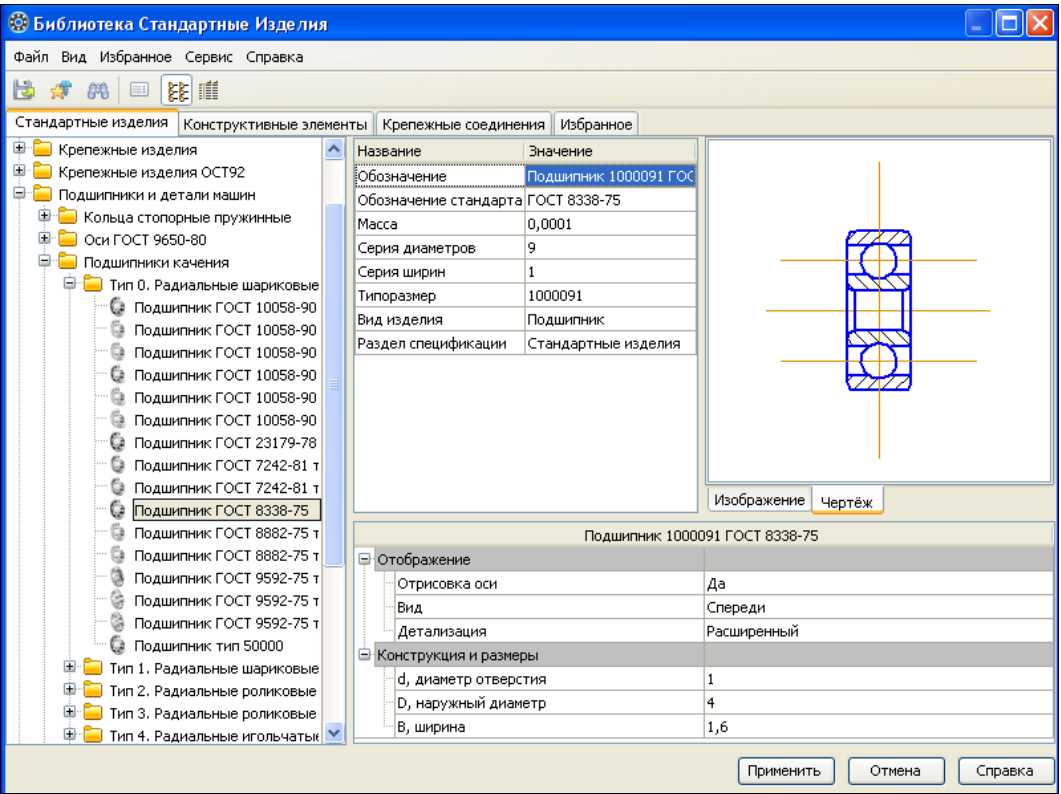 Библиотека Стандартные Изделия
Файл Вид Избранное Сервис Справка
Стандартные изделия Конструктивные элементы Крепежные соединения Избранное
Крепежные изделия
Крепежные изделия ОСТ92
Подшипники и детали машин
Кольца стопорные пружинные
Оси ГОСТ 9650-80
Подшипники качения
Тип 0. Радиальные шариковые
Подшипник ГОСТ 10058-90
Подшипник ГОСТ 10058-90
Подшипник ГОСТ 10058-90
Подшипник ГОСТ 10058-90
Подшипник ГОСТ 10058-90
Подшипник ГОСТ 10058-90
Подшипник ГОСТ 23179-78
Подшипник ГОСТ 7242-81 т
Подшипник ГОСТ 7242-81 т
Подшипник ГОСТ 8338-75
Подшипник ГОСТ 8882-75 т
Подшипник ГОСТ 8882-75 т
Подшипник ГОСТ 9592-75 т
Подшипник ГОСТ 9592-75 т
Подшипник ГОСТ 9592-75 т
Подшипник тип 50000
Тип 1. Радиальные шариковые
Тип 2. Радиальные роликовые
Тип 3. Радиальные роликовые
Тип 4. Радиальные игольчатые
Название Значение
Обозначение Подшипник 1000091 ГОС
Обозначение стандарта ГОСТ 8338-75
Масса 0,0001
Серия диаметров 9
Серия ширин 1
Типоразмер 1000091
Вид изделия Подшипник
Раздел спецификации Стандартные изделия
Изображение Чертёж
Подшипник 1000091 ГОСТ 8338-75
Отображение
Отрисовка оси Да
Вид Спереди
Детализация Расширенный
Конструкция и размеры
d, диаметр отверстия 1
D, наружный диаметр 4
B, ширина 1,6
Применить Отмена Справка